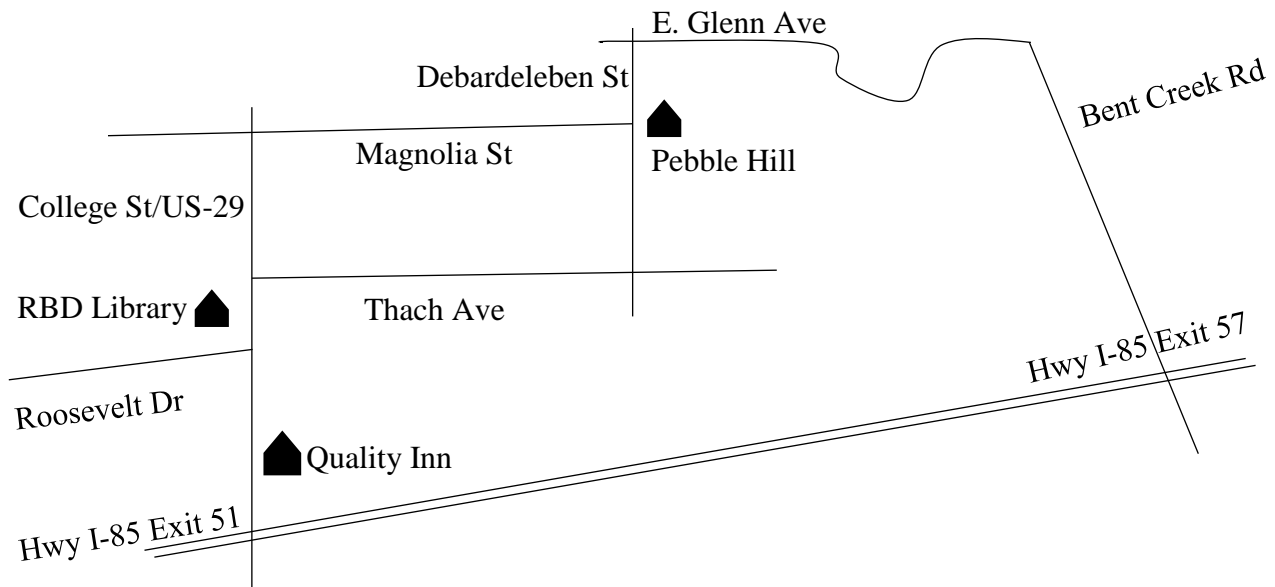 E. Glenn Ave
Debardeleben St
Bent Creek Rd
Magnolia St
Pebble Hill
College St/US-29
RBD Library
Thach Ave
Hwy I-85 Exit 57
Roosevelt Dr
Quality Inn
Hwy I-85 Exit 51